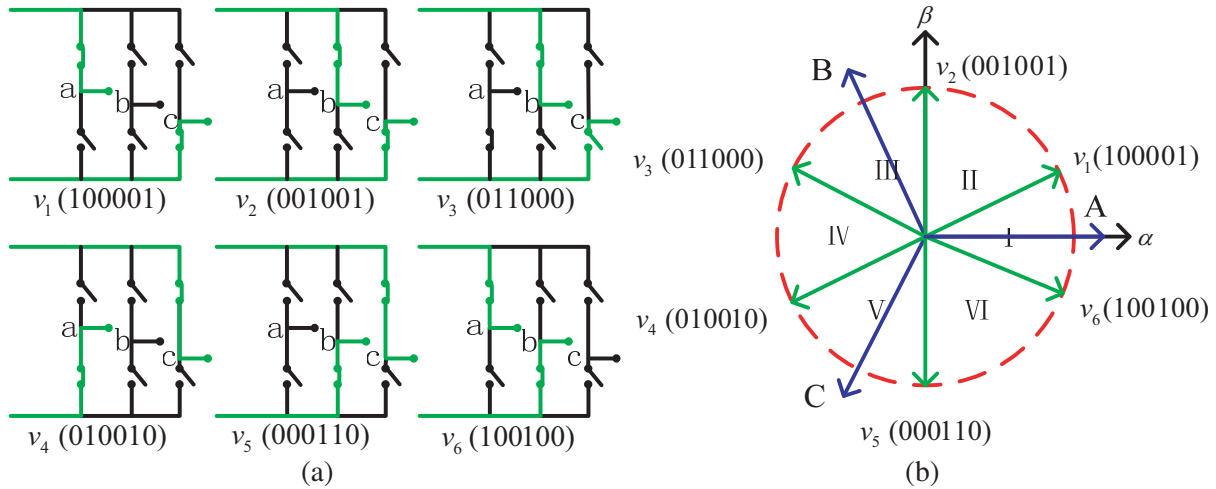 a b c
a b c
a b c
v1 (100001)
v2 (001001)
v3 (011000)
a b c
a b c
a b c
v4 (010010)
v5 (000110)
v6 (100100)
(a)
β
B
v2 (001001)
v3 (011000)
III
II
v1(100001)
A
IV
I
α
v4 (010010)
V
VI
v6 (100100)
C
v5 (000110)
(b)